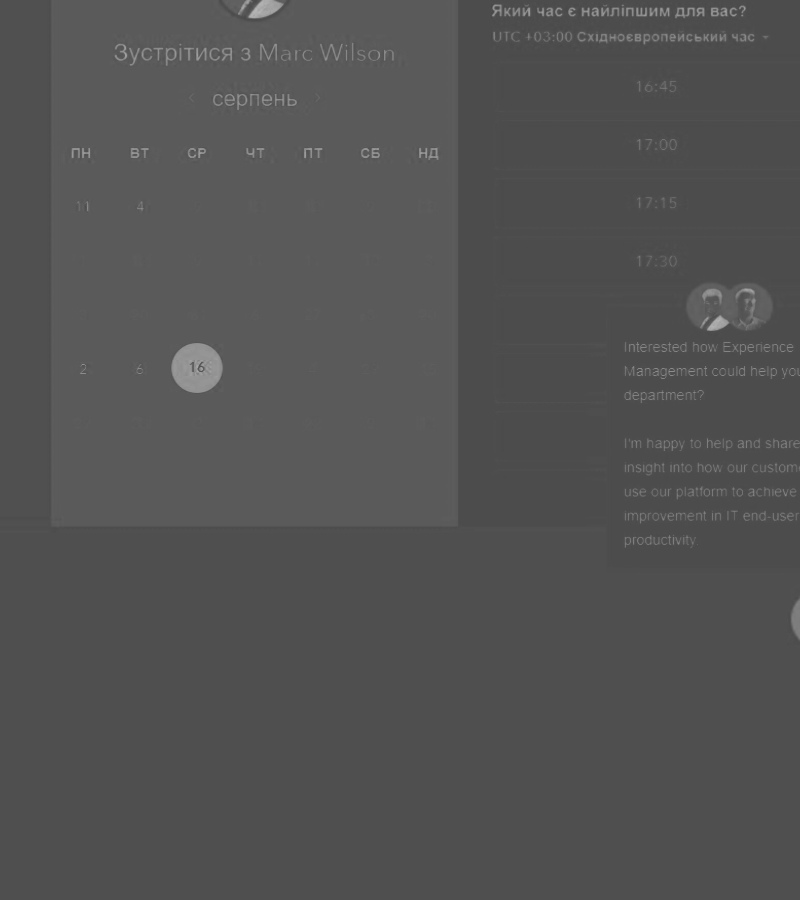 Зустрітися з Marc Wilson
серпень
ПН ВТ СР ЧТ ПТ СБ НД
11 4
2 6 16
Який час є найліпшим для вас?
UTC +03:00 Східноєвропейський час
16:45
17:00
17:15
17:30
Interested how Experience
Management could help you
department?
I'm happy to help and share
insight into how our custome
use our platform to achieve
improvement in IT end-user
productivity.